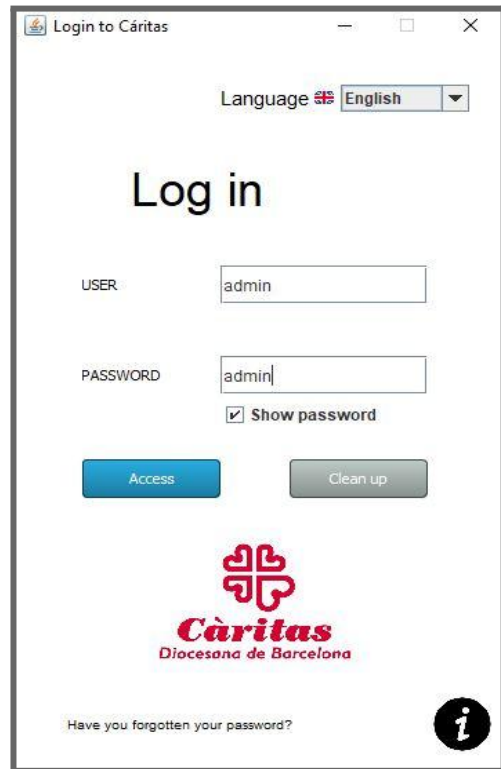 Login to Cáritas
Language English
Log in
USER admin
PASSWORD admin
Show password
Access Clean up
Càritas
Diocesana de Barcelona
Have you forgotten your password? i